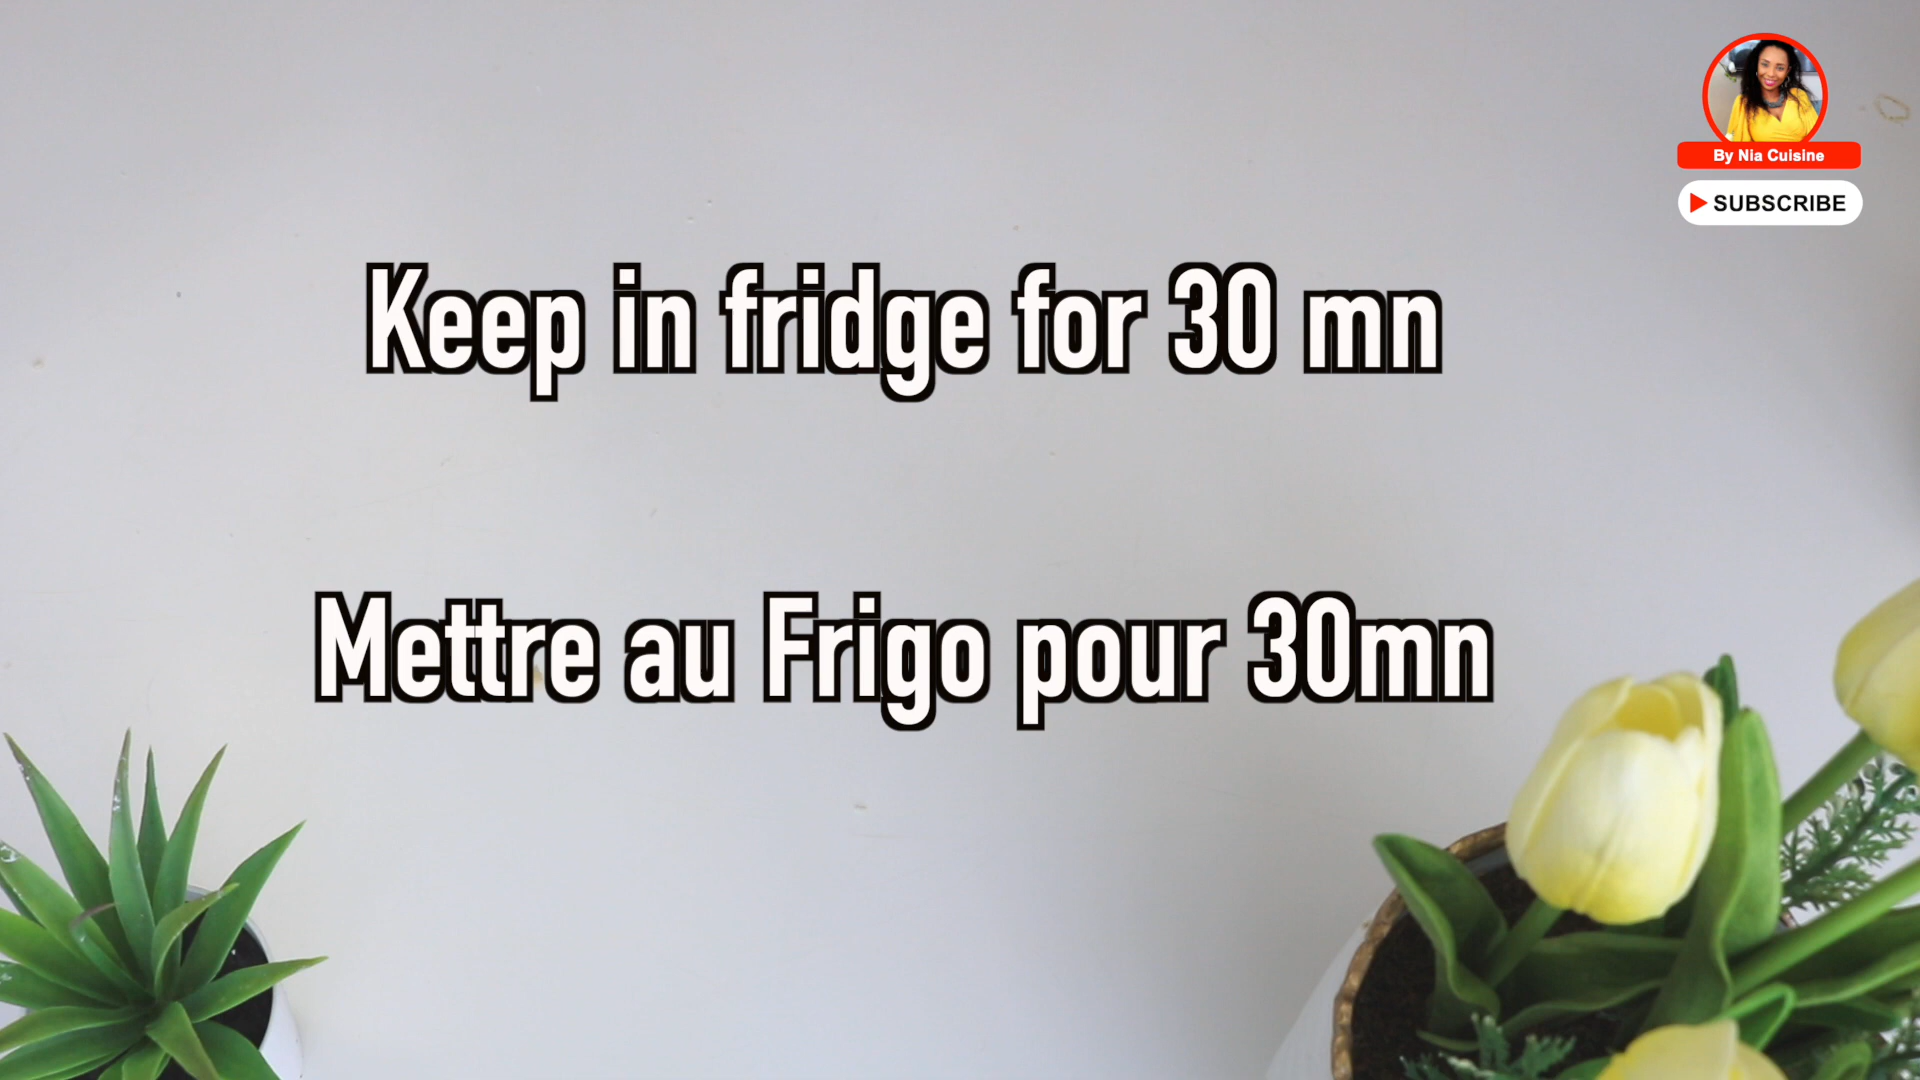 By Nia Cuisine
SUBSCRIBE
Keep in fridge for 30 mn
Mettre au Frigo pour 30mn